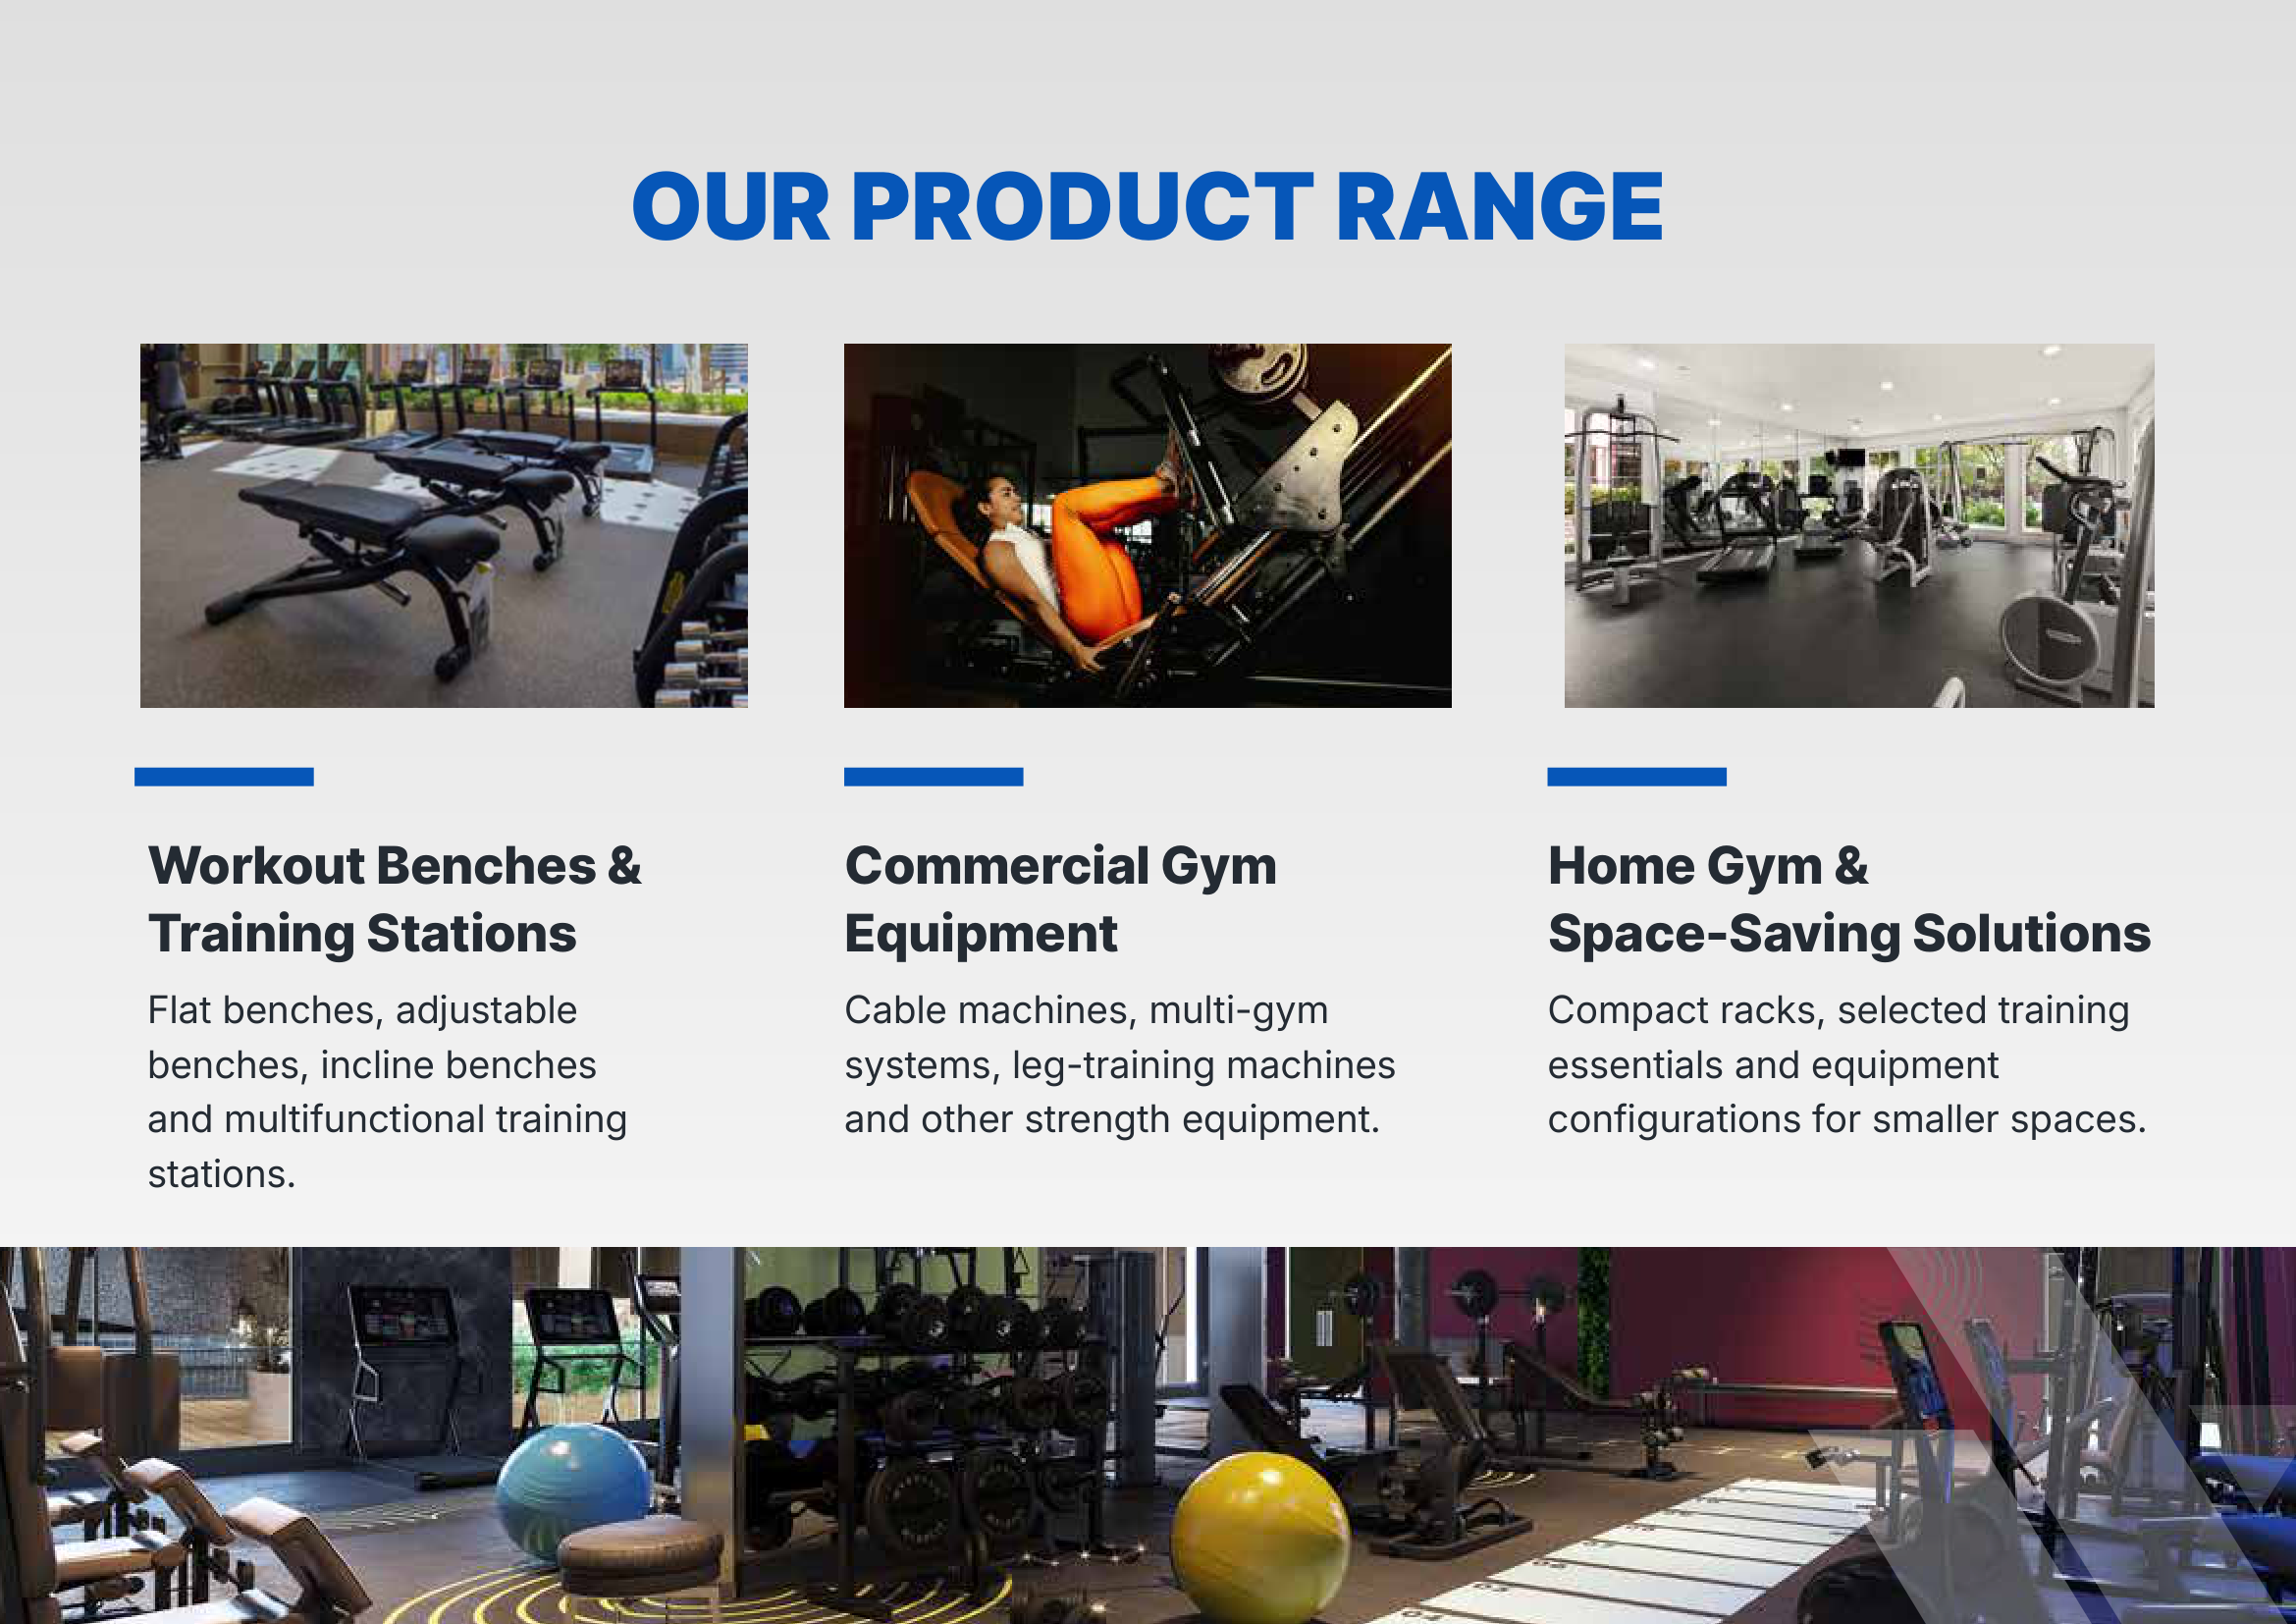 OUR PRODUCT RANGE
Workout Benches &
Training Stations
Flat benches, adjustable
benches, incline benches
and multifunctional training
stations.
Commercial Gym
Equipment
Cable machines, multi-gym
systems, leg-training machines
and other strength equipment.
Home Gym &
Space-Saving Solutions
Compact racks, selected training
essentials and equipment
configurations for smaller spaces.